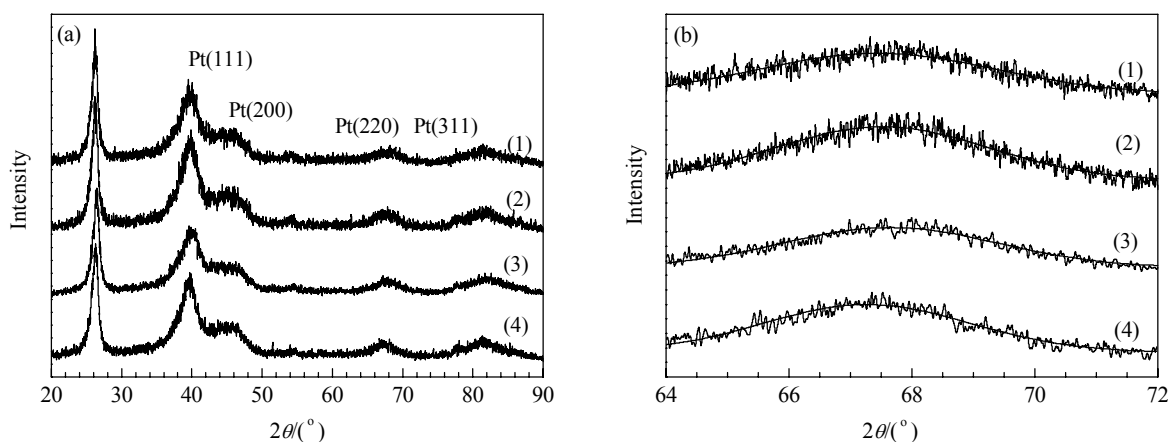 (a)
Pt(111)
Pt(200)
Pt(220) Pt(311)
(1)
(2)
(3)
(4)
Intensity
20 30 40 50 60 70 80 90
2θ/(°)
(b)
(1)
(2)
(3)
(4)
Intensity
64 66 68 70 72
2θ/(°)